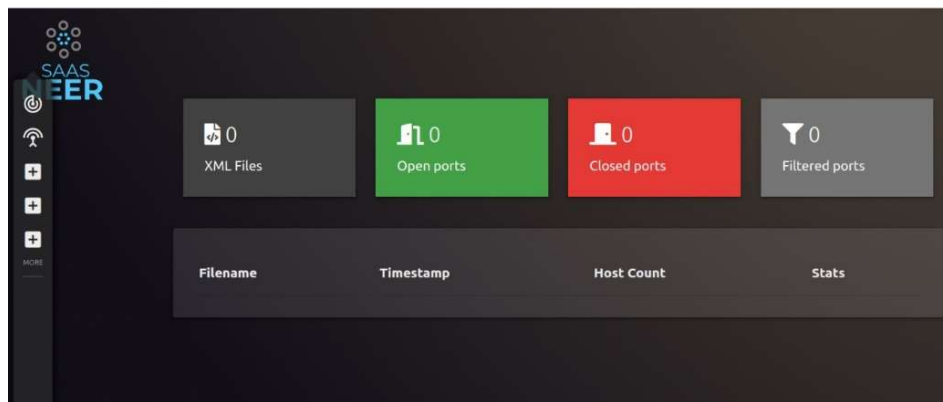 SAAS
NEER
0
XML Files
0
Open ports
0
Closed ports
0
Filtered ports
MORE
Filename Timestamp Host Count Stats